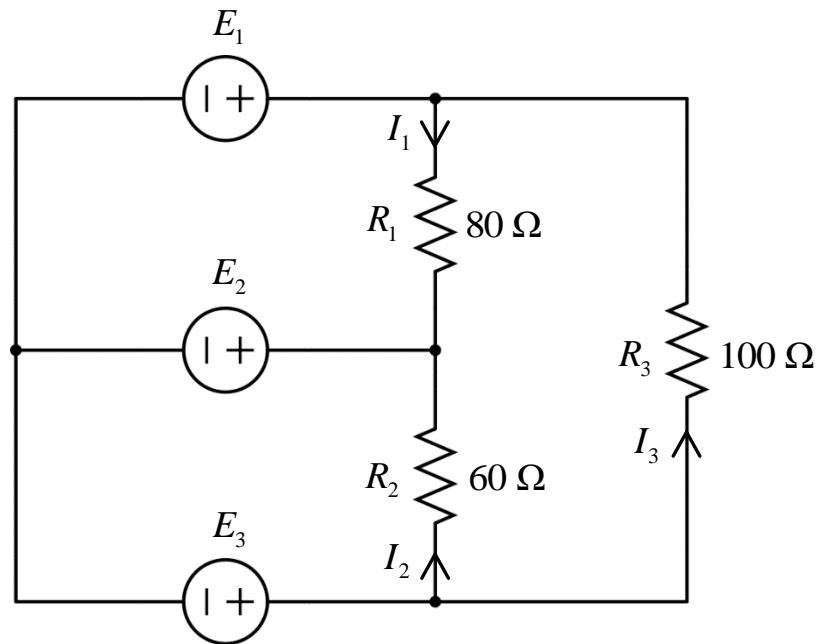 E₁
− +
I₁
R₁ 80 Ω
E₂
− +
R₃ 100 Ω
I₃
R₂ 60 Ω
E₃
I₂
− +